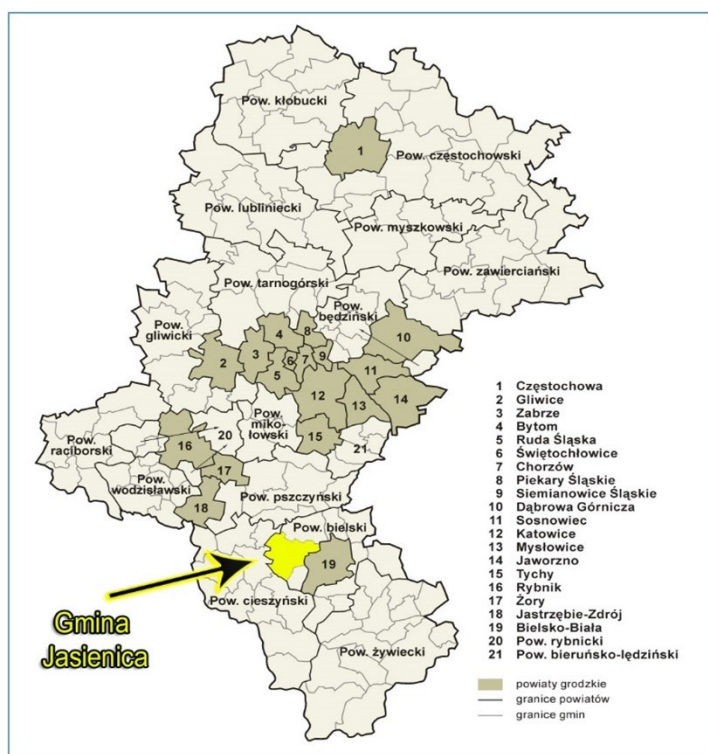 Pow. kłobucki
1
Pow. częstochowski
Pow. lubliniecki
Pow. myszkowski
Pow. zawierciański
Pow. tarnogórski
Pow.
będziński
Pow.
gliwicki
8
4
10
2
3
6
7
9
5
11
12
13
14
Pow.
miko-
łowski
15
21
Pow.
raciborski
16
20
17
Pow.
wodzisławski
18
Pow. pszczyński
Pow. bielski
19
Pow. cieszyński
Pow. żywiecki
Gmina
Jasienica
1 Częstochowa
2 Gliwice
3 Zabrze
4 Bytom
5 Ruda Śląska
6 Świętochłowice
7 Chorzów
8 Piekary Śląskie
9 Siemianowice Śląskie
10 Dąbrowa Górnicza
11 Sosnowiec
12 Katowice
13 Mysłowice
14 Jaworzno
15 Tychy
16 Rybnik
17 Żory
18 Jastrzębie-Zdrój
19 Bielsko-Biała
20 Pow. rybnicki
21 Pow. bieruńsko-lędziński
powiaty grodzkie
granice powiatów
granice gmin